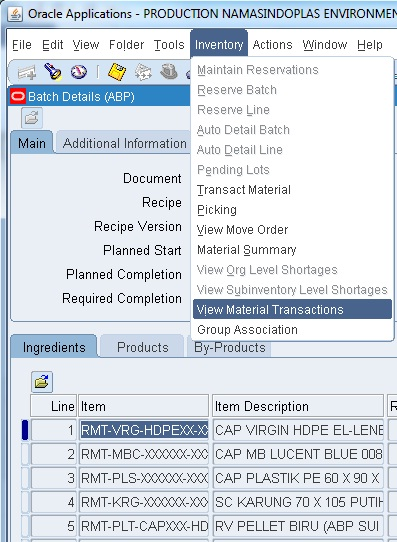 Oracle Applications - PRODUCTION NAMASINDOPLAS ENVIRONMEN
File Edit View Folder Tools Inventory Actions Window Help
Maintain Reservations
Reserve Batch
Reserve Line
Auto Detail Batch
Auto Detail Line
Pending Lots
Transact Material
Picking
View Move Order
Material Summary
View Org Level Shortages
View Subinventory Level Shortages
View Material Transactions
Group Association
Batch Details (ABP)
Main Additional Information
Document
Recipe
Recipe Version
Planned Start
Planned Completion
Required Completion
Ingredients Products By-Products
Line Item Item Description R
1 RMT-VRG-HDPEXX-XX CAP VIRGIN HDPE EL-LENE
2 RMT-MBC-XXXXXX-XX CAP MB LUCENT BLUE 008
3 RMT-PLS-XXXXXX-XX CAP PLASTIK PE 60 X 90 X
4 RMT-KRG-XXXXXX-XX SC KARUNG 70 X 105 PUTIH
5 RMT-PLT-CAPXXX-HD RV PELLET BIRU (ABP SUI